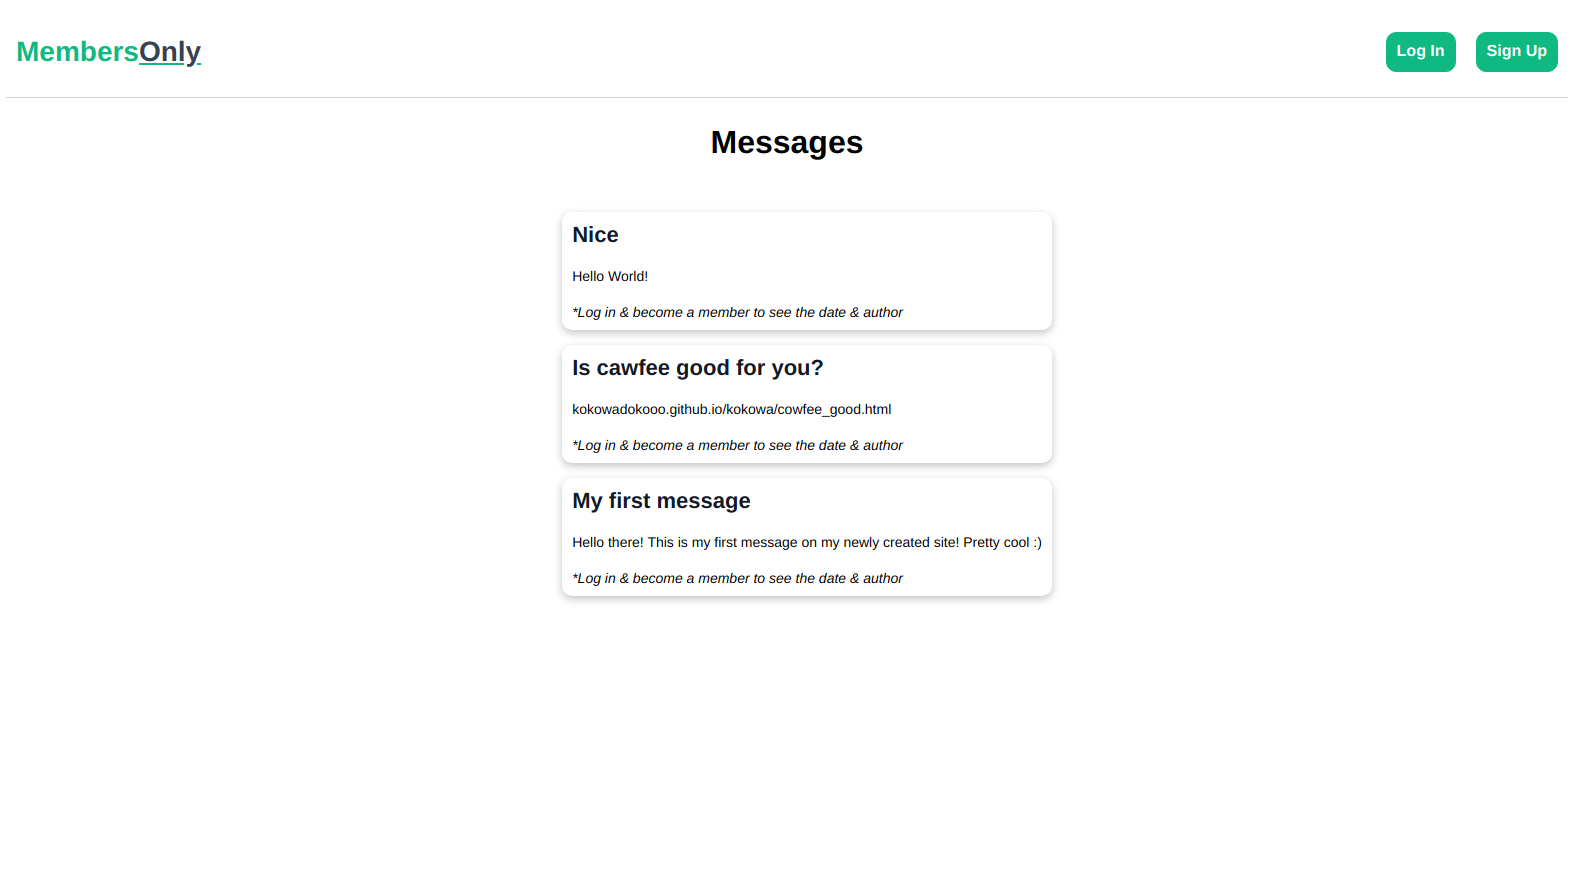 MembersOnly
Log In
Sign Up
Messages
Nice
Hello World!
*Log in & become a member to see the date & author
Is cawfee good for you?
kokowadokooo.github.io/kokowa/cowfee_good.html
*Log in & become a member to see the date & author
My first message
Hello there! This is my first message on my newly created site! Pretty cool :)
*Log in & become a member to see the date & author